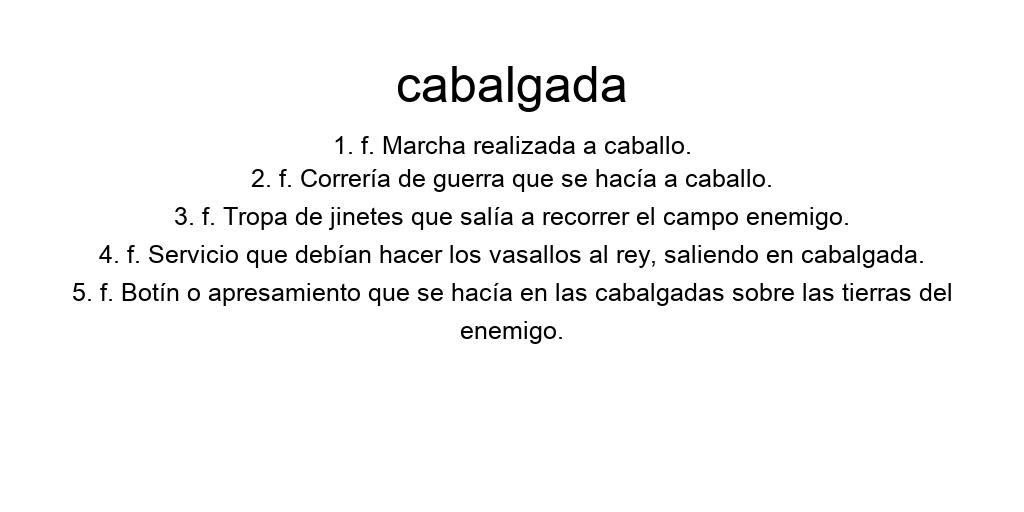 cabalgada
1. f. Marcha realizada a caballo.
2. f. Correría de guerra que se hacía a caballo.
3. f. Tropa de jinetes que salía a recorrer el campo enemigo.
4. f. Servicio que debían hacer los vasallos al rey, saliendo en cabalgada.
5. f. Botín o apresamiento que se hacía en las cabalgadas sobre las tierras del
enemigo.